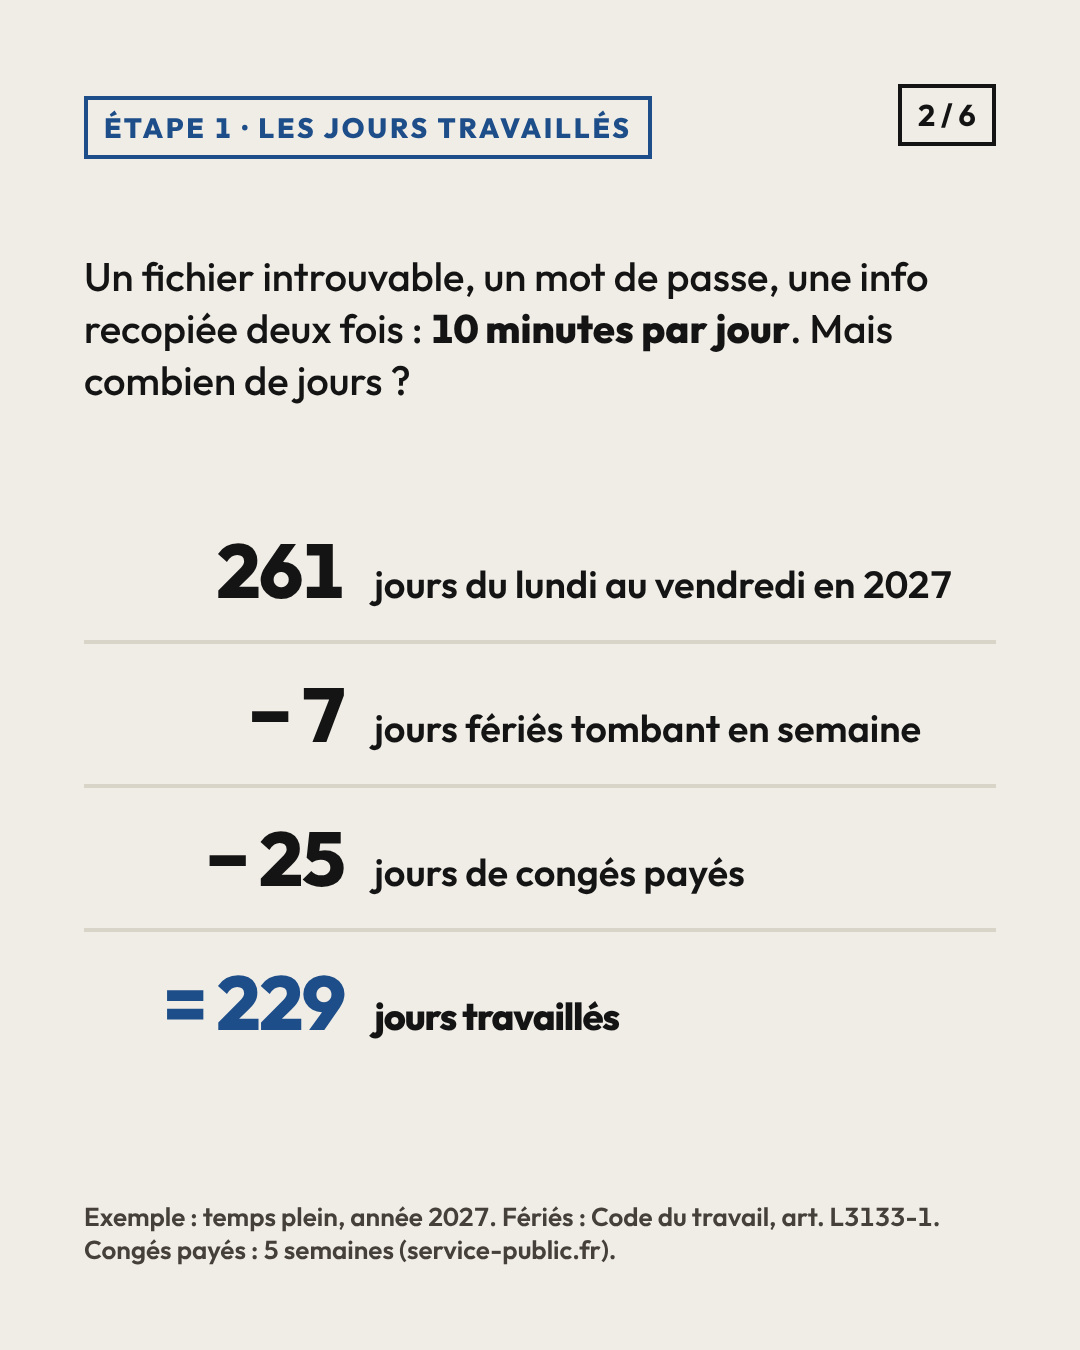 ÉTAPE 1 · LES JOURS TRAVAILLÉS
2 / 6
Un fichier introuvable, un mot de passe, une info
recopiée deux fois : 10 minutes par jour. Mais
combien de jours ?
261 jours du lundi au vendredi en 2027
− 7 jours fériés tombant en semaine
− 25 jours de congés payés
= 229 jours travaillés
Exemple : temps plein, année 2027. Fériés : Code du travail, art. L3133-1.
Congés payés : 5 semaines (service-public.fr).